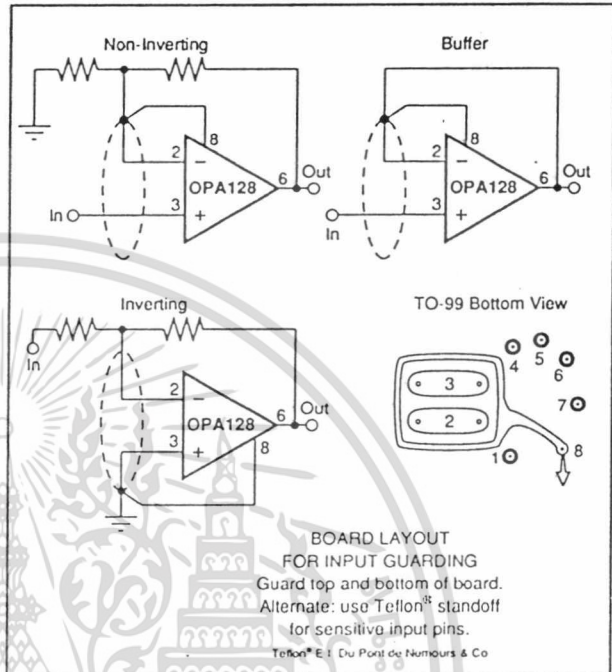 Non-Inverting
8
2
−
OPA128
6
Out
3
+
In
Buffer
8
2
−
OPA128
6
Out
3
+
In
Inverting
In
2
−
OPA128
6
Out
3
+
8
TO-99 Bottom View
4
5
6
3
7
2
1
8
BOARD LAYOUT
FOR INPUT GUARDING
Guard top and bottom of board.
Alternate: use Teflon® standoff
for sensitive input pins.
Teflon® E.I. Du Pont de Numours & Co